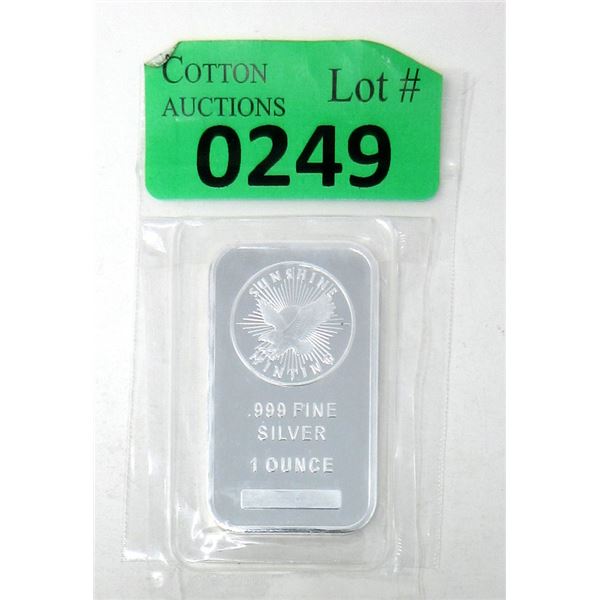 COTTON
AUCTIONS
Lot #
0249
SUNSHINE
MINTING
.999 FINE
SILVER
1 OUNCE